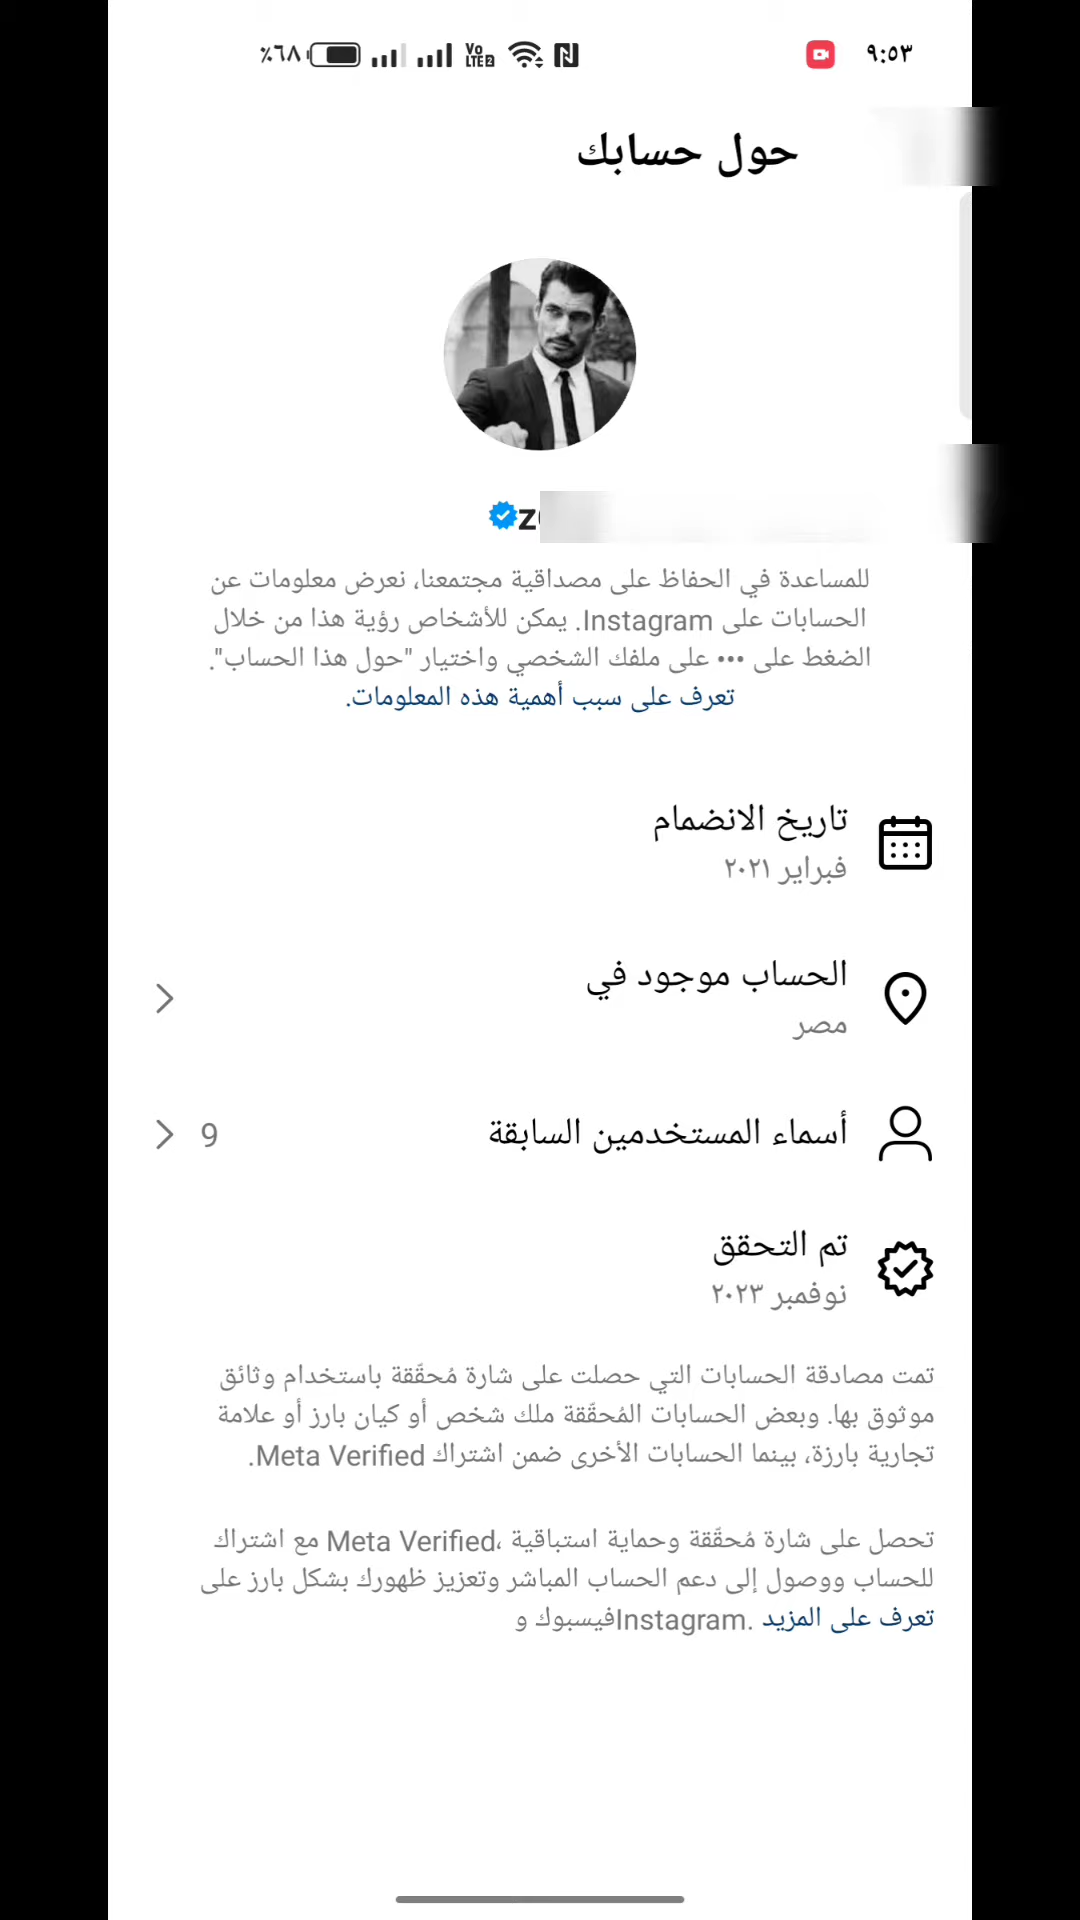 ٩:٥٣
٪٦٨
حول حسابك
للمساعدة في الحفاظ على مصداقية مجتمعنا، نعرض معلومات عن
الحسابات على Instagram. يمكن للأشخاص رؤية هذا من خلال
الضغط على ••• على ملفك الشخصي واختيار "حول هذا الحساب".
تعرف على سبب أهمية هذه المعلومات.
تاريخ الانضمام
فبراير ٢٠٢١
الحساب موجود في
مصر
أسماء المستخدمين السابقة
9
تم التحقق
نوفمبر ٢٠٢٣
تمت مصادقة الحسابات التي حصلت على شارة مُحقّقة باستخدام وثائق
موثوق بها. وبعض الحسابات المُحقّقة ملك شخص أو كيان بارز أو علامة
تجارية بارزة، بينما الحسابات الأخرى ضمن اشتراك Meta Verified.
تحصل على شارة مُحقّقة وحماية استباقية ،Meta Verified مع اشتراك
للحساب ووصول إلى دعم الحساب المباشر وتعزيز ظهورك بشكل بارز على
تعرف على المزيد .Instagramفيسبوك و